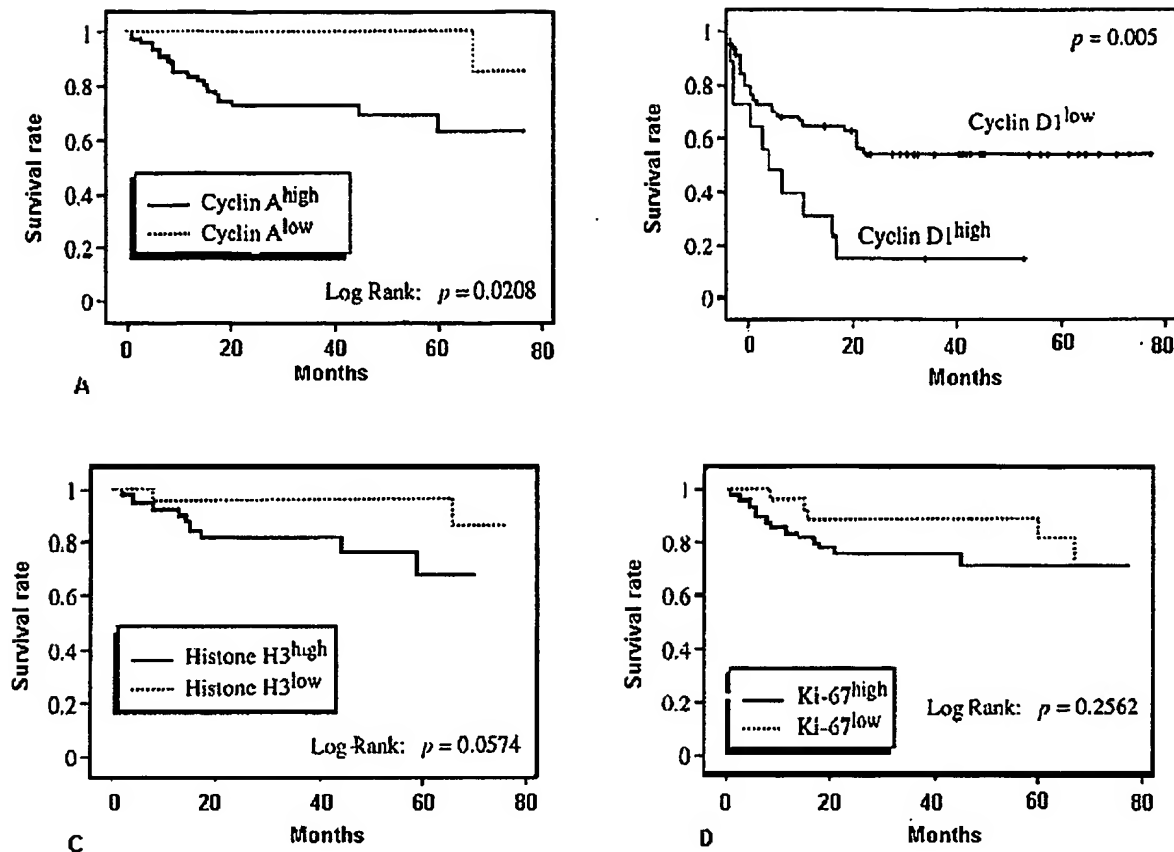 1
0.8
0.6
0.4
0.2
0
Survival rate
Cyclin A^high
Cyclin A^low
Log Rank: p = 0.0208
0 20 40 60 80
Months
A
1
0.8
0.6
0.4
0.2
0
Survival rate
p = 0.005
Cyclin D1^low
Cyclin D1^high
0 20 40 60 80
Months
1
0.8
0.6
0.4
0.2
0
Survival rate
Histone H3^high
Histone H3^low
Log-Rank: p = 0.0574
0 20 40 60 80
Months
C
1
0.8
0.6
0.4
0.2
0
Survival rate
Ki-67^high
Ki-67^low
Log Rank: p = 0.2562
0 20 40 60 80
Months
D